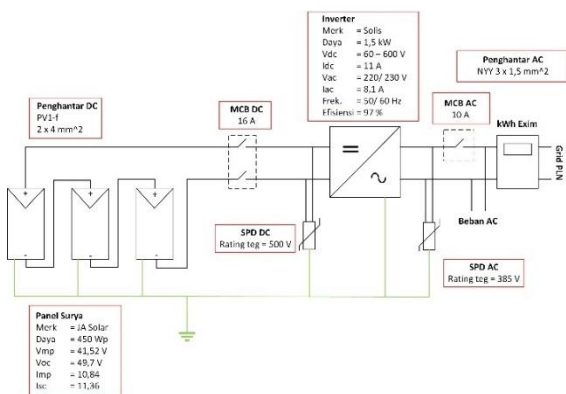 Inverter
Merk = Solis
Daya = 1,5 kW
Vdc = 60 – 600 V
Idc = 11 A
Vac = 220/ 230 V
Iac = 8,1 A
Frek. = 50/ 60 Hz
Efisiensi = 97 %
Penghantar AC
NYY 3 x 1,5 mm^2
Penghantar DC
PV1-f
2 x 4 mm^2
MCB DC
16 A
MCB AC
10 A
kWh Exim
Grid PLN
Beban AC
SPD DC
Rating teg = 500 V
SPD AC
Rating teg = 385 V
Panel Surya
Merk = JA Solar
Daya = 450 Wp
Vmp = 41,52 V
Voc = 49,7 V
Imp = 10,84
Isc = 11,36